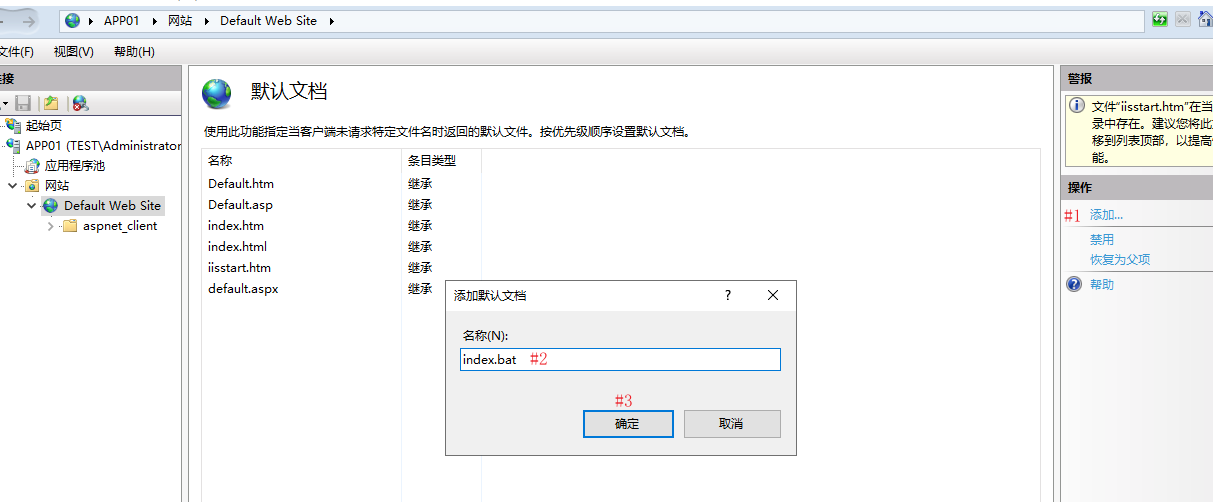 APP01 网站 Default Web Site
文件(F) 视图(V) 帮助(H)
连接
起始页
APP01 (TEST\Administrator
应用程序池
网站
Default Web Site
aspnet_client
默认文档
使用此功能指定当客户端未请求特定文件名时返回的默认文件。按优先级顺序设置默认文档。
名称 条目类型
Default.htm 继承
Default.asp 继承
index.htm 继承
index.html 继承
iisstart.htm 继承
default.aspx 继承
添加默认文档 ?
名称(N):
index.bat #2
#3
确定 取消
警报
文件“iisstart.htm”在当
录中存在。建议您将此
移到列表顶部，以提高
能。
操作
#1 添加...
禁用
恢复为父项
帮助